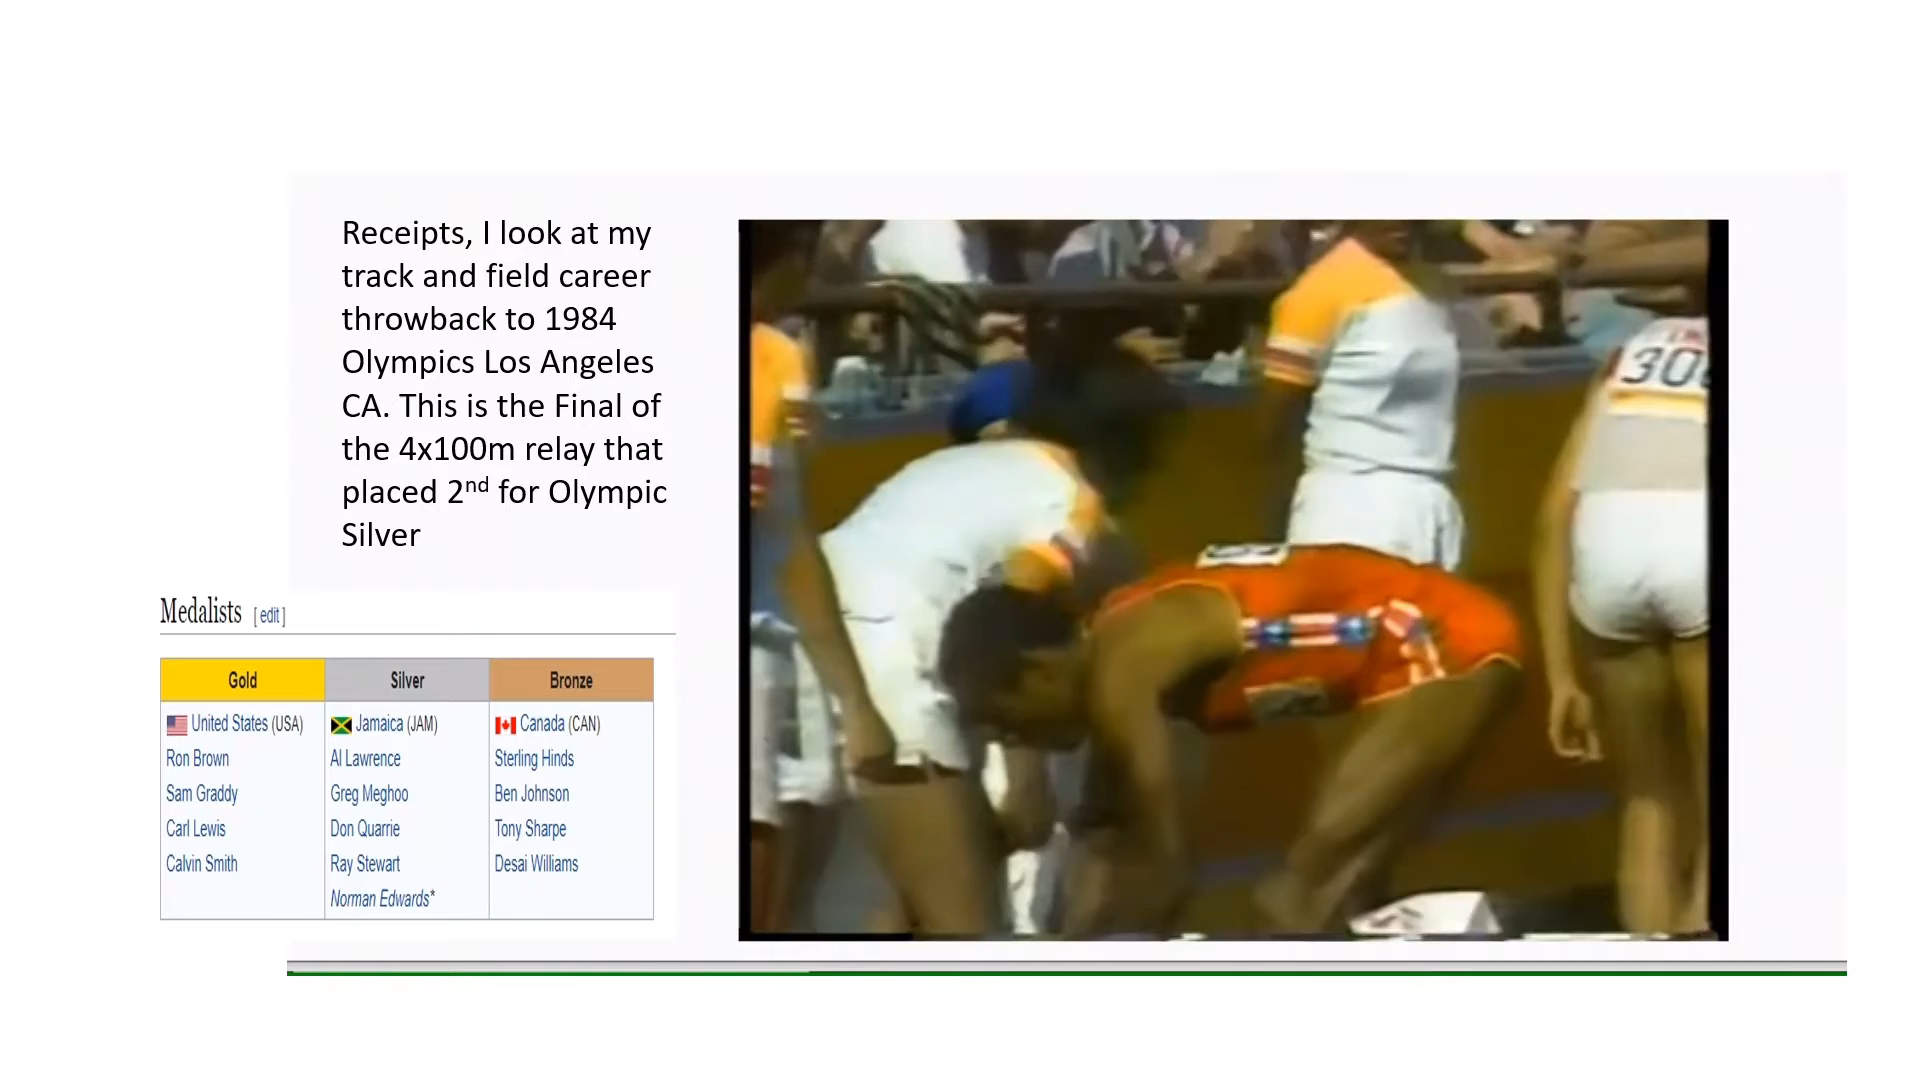 Receipts, I look at my
track and field career
throwback to 1984
Olympics Los Angeles
CA. This is the Final of
the 4x100m relay that
placed 2nd for Olympic
Silver
Medalists [ edit ]
Gold Silver Bronze
United States (USA) Jamaica (JAM) Canada (CAN)
Ron Brown Al Lawrence Sterling Hinds
Sam Graddy Greg Meghoo Ben Johnson
Carl Lewis Don Quarrie Tony Sharpe
Calvin Smith Ray Stewart Desai Williams
Norman Edwards*